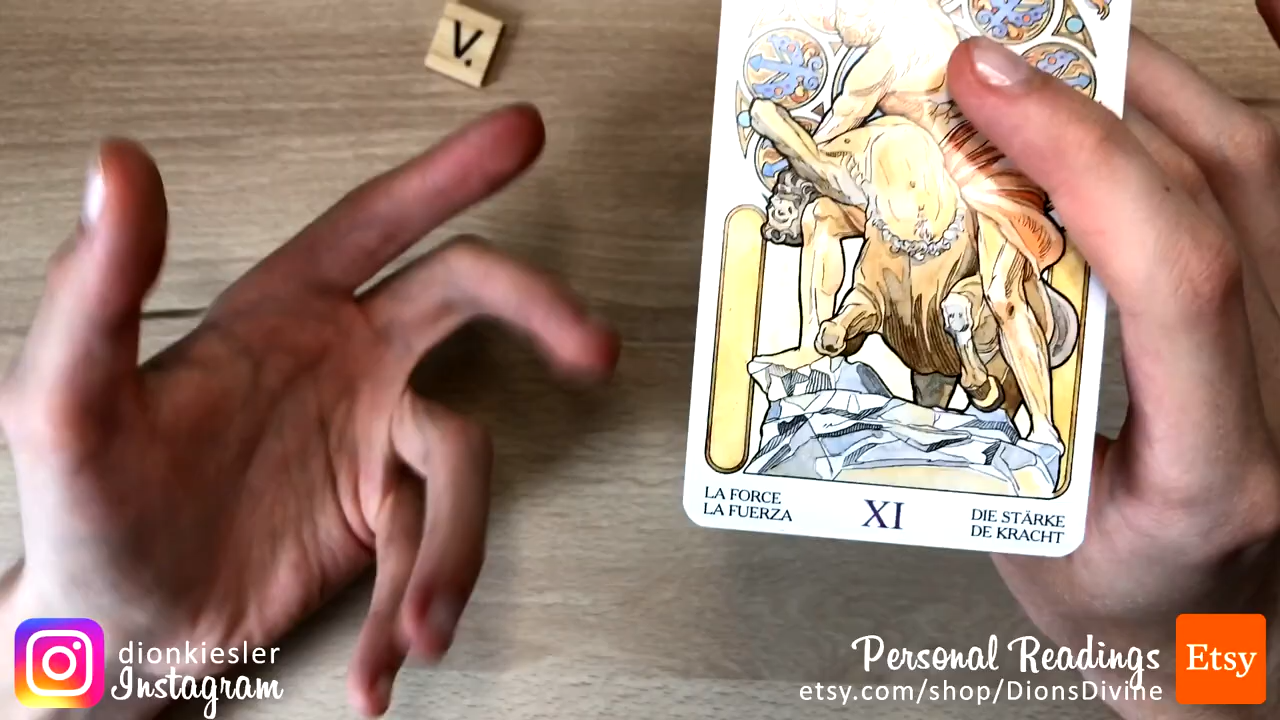 V.
LA FORCE
LA FUERZA
XI
DIE STÄRKE
DE KRACHT
dionkiesler
Instagram
Personal Readings
etsy.com/shop/DionsDivine
Etsy